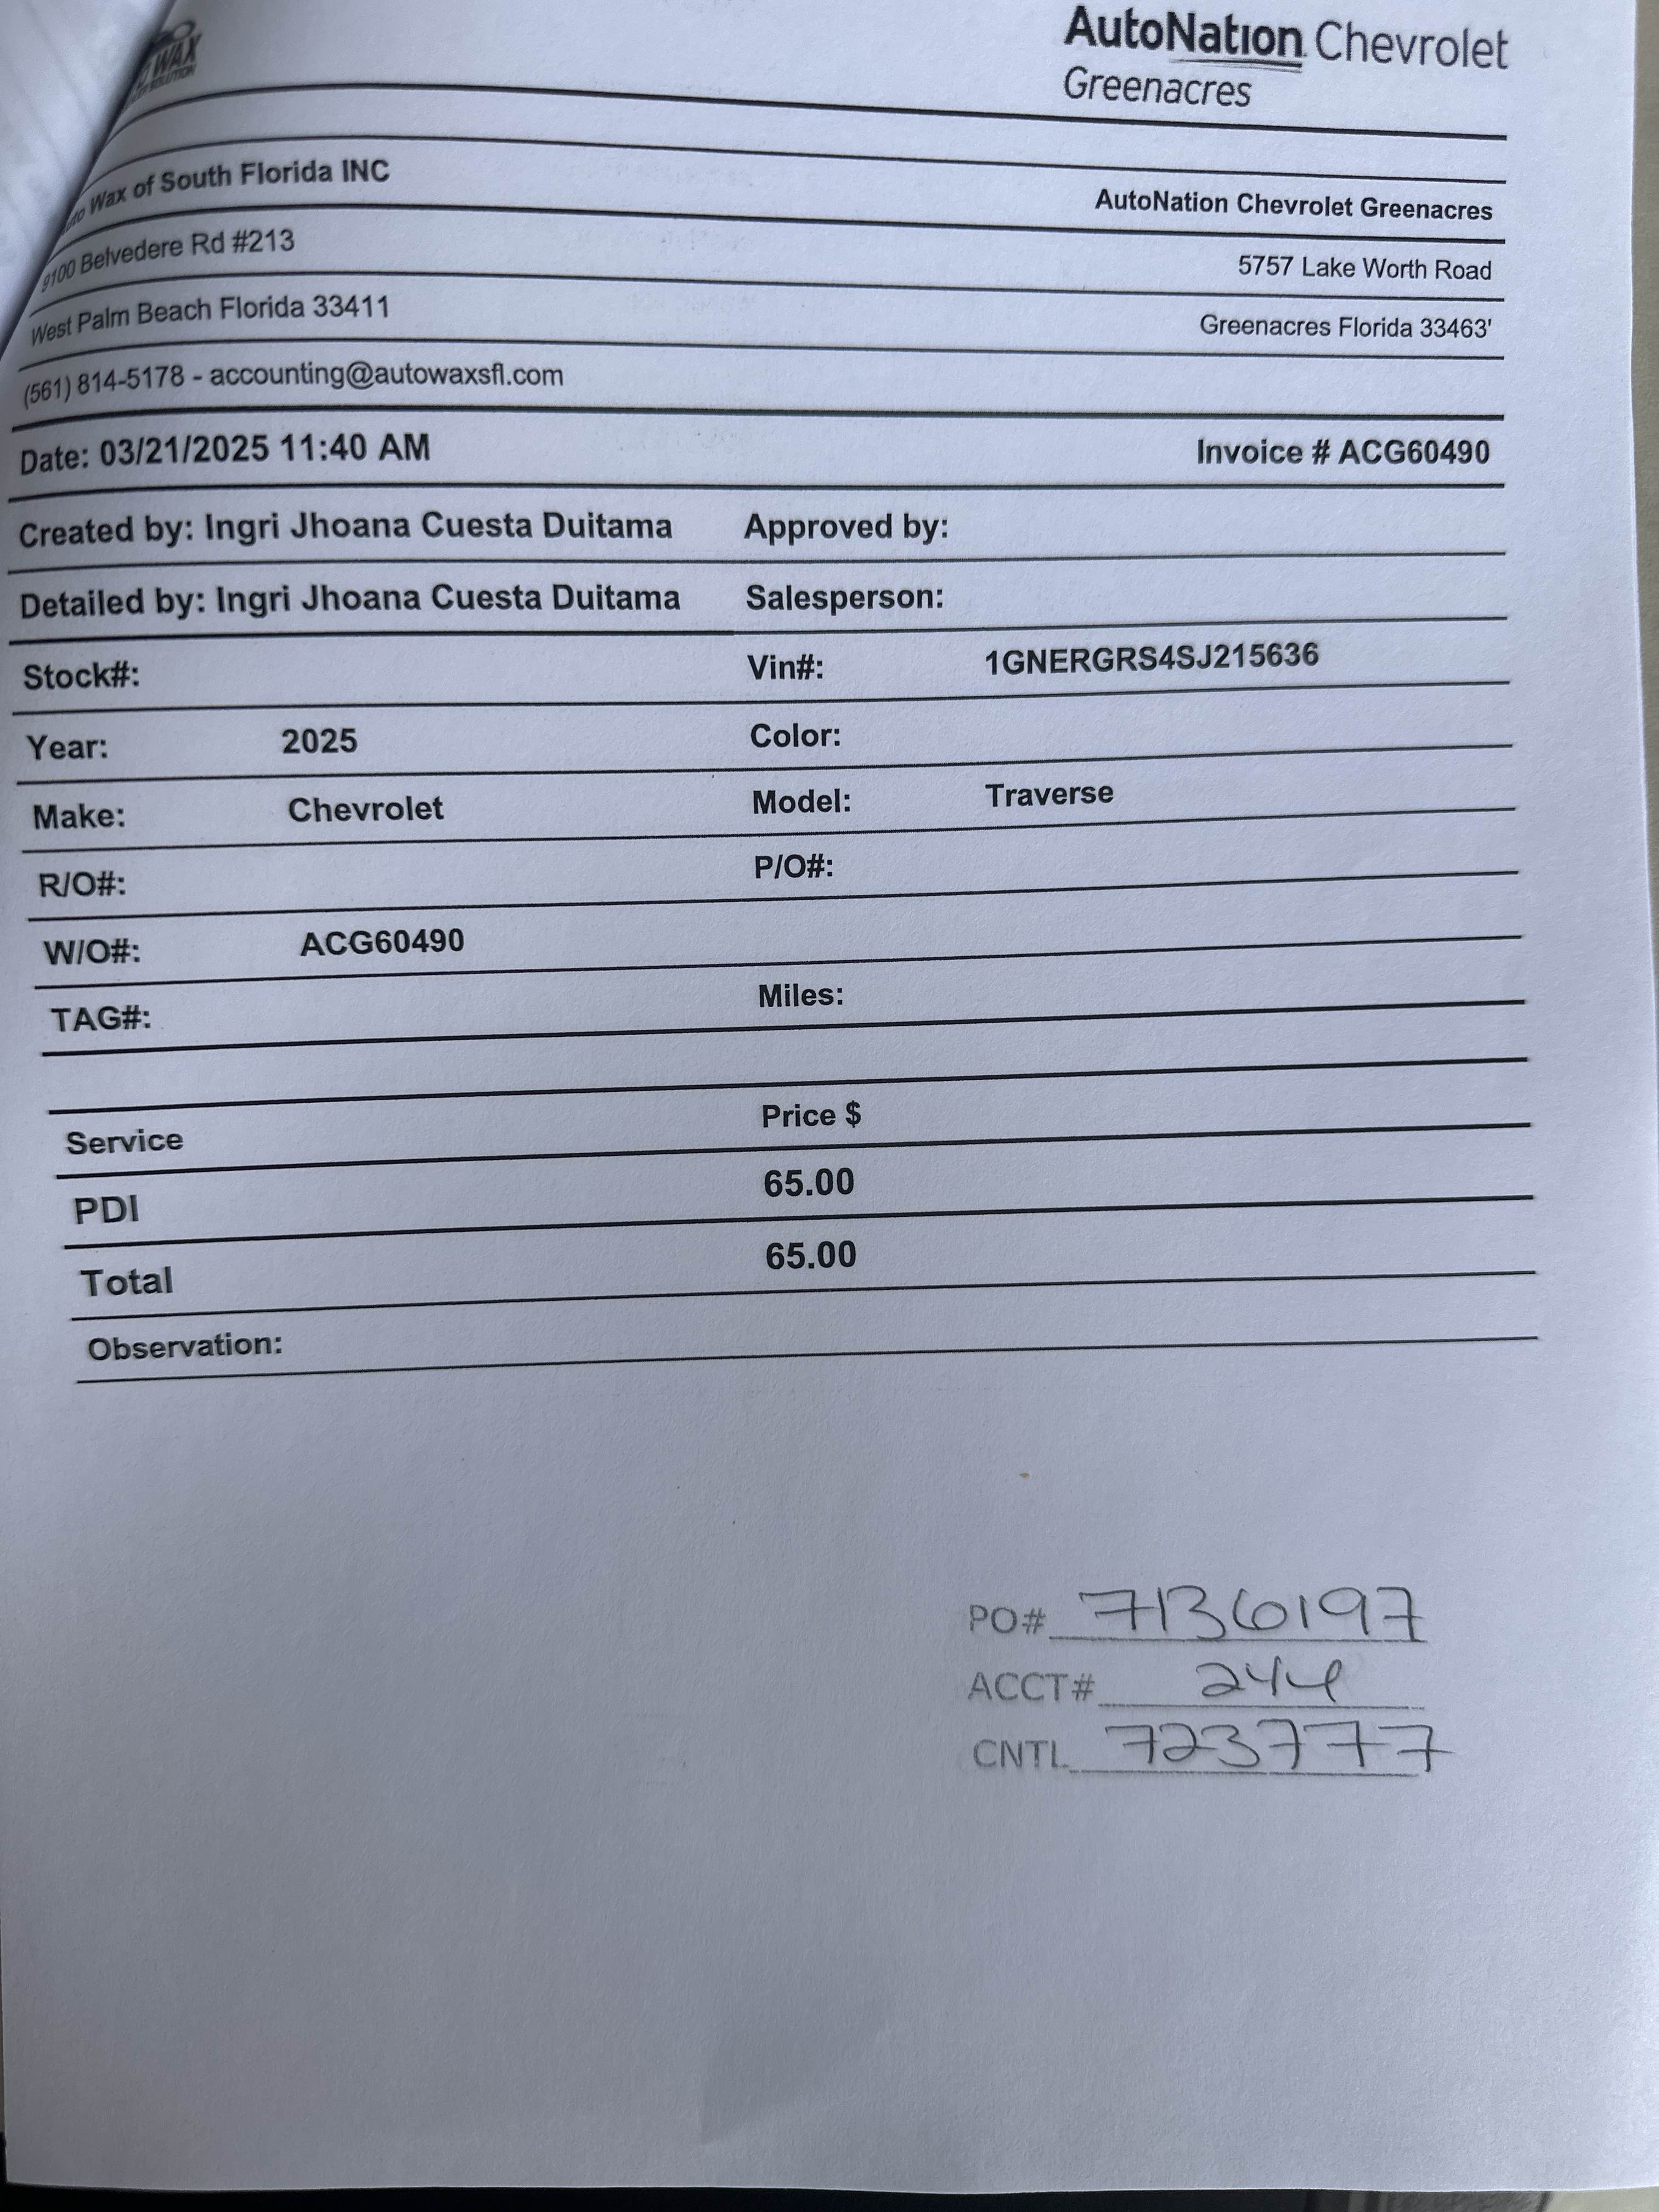 WAX
AutoNation Chevrolet
Greenacres
Wax of South Florida INC
AutoNation Chevrolet Greenacres
9100 Belvedere Rd #213
5757 Lake Worth Road
West Palm Beach Florida 33411
Greenacres Florida 33463'
(561) 814-5178 - accounting@autowaxsfl.com
Date: 03/21/2025 11:40 AM
Invoice # ACG60490
Created by: Ingri Jhoana Cuesta Duitama
Approved by:
Detailed by: Ingri Jhoana Cuesta Duitama
Salesperson:
Stock#:
Vin#: 1GNERGRS4SJ215636
Year: 2025
Color:
Make: Chevrolet
Model: Traverse
R/O#:
P/O#:
W/O#: ACG60490
TAG#:
Miles:
Service Price $
PDI 65.00
Total 65.00
Observation:
PO# 7136197
ACCT# 244
CNTL 723777